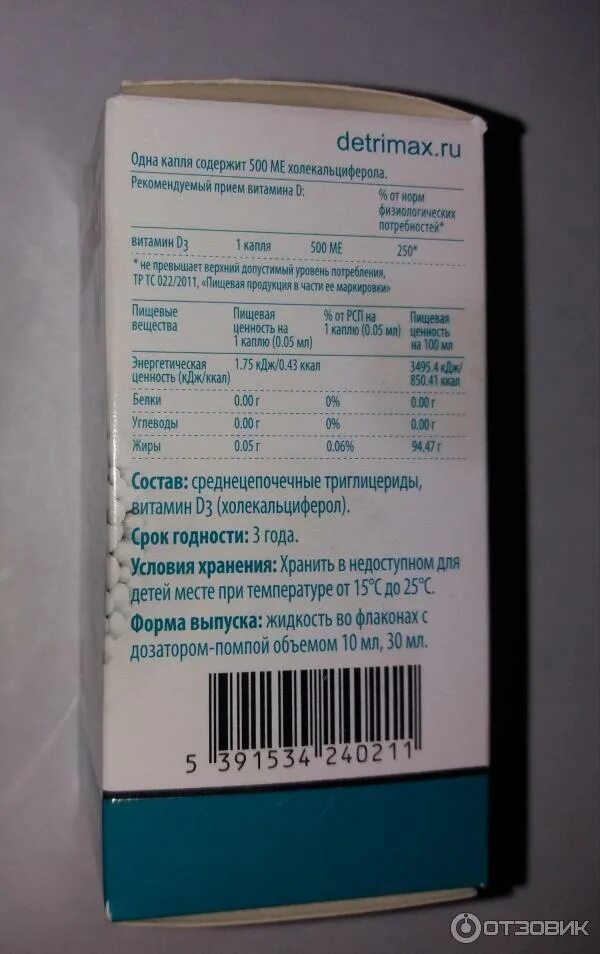 detrimax.ru
Одна капля содержит 500 МЕ холекальциферола.
Рекомендуемый прием витамина D: % от норм
физиологических
потребностей*
витамин D3 1 капля 500 МЕ 250*
* не превышает верхний допустимый уровень потребления,
ТР ТС 022/2011, «Пищевая продукция в части ее маркировки»
Пищевые Пищевая % от РСП на Пищевая
вещества ценность на 1 каплю (0.05 мл) ценность
1 каплю (0.05 мл) на 100 мл
Энергетическая 1.75 кДж/0.43 ккал 3495.4 кДж/
ценность (кДж/ккал) 850.41 ккал
Белки 0.00 г 0% 0.00 г
Углеводы 0.00 г 0% 0.00 г
Жиры 0.05 г 0.06% 94.47 г
Состав: среднецепочечные триглицериды,
витамин D3 (холекальциферол).
Срок годности: 3 года.
Условия хранения: Хранить в недоступном для
детей месте при температуре от 15°С до 25°С.
Форма выпуска: жидкость во флаконах с
дозатором-помпой объемом 10 мл, 30 мл.
5 391534 240211
ОТЗОВИК